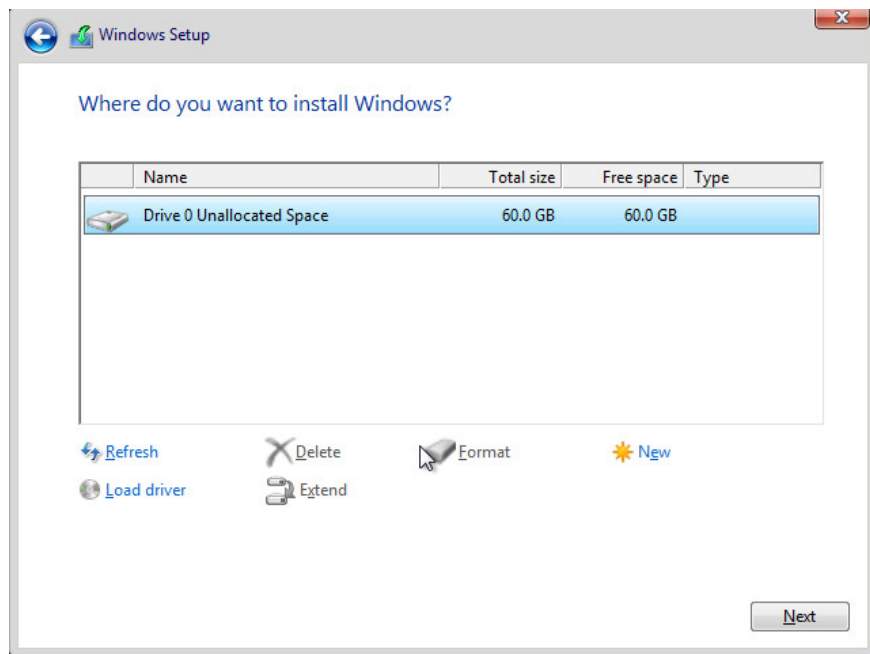 Windows Setup
Where do you want to install Windows?
Name Total size Free space Type
Drive 0 Unallocated Space 60.0 GB 60.0 GB
Refresh Delete Format New
Load driver Extend
Next